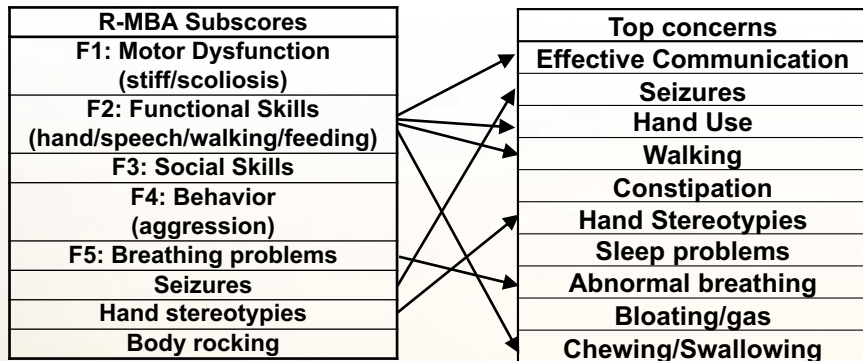 R-MBA Subscores
F1: Motor Dysfunction
(stiff/scoliosis)
F2: Functional Skills
(hand/speech/walking/feeding)
F3: Social Skills
F4: Behavior
(aggression)
F5: Breathing problems
Seizures
Hand stereotypies
Body rocking
Top concerns
Effective Communication
Seizures
Hand Use
Walking
Constipation
Hand Stereotypies
Sleep problems
Abnormal breathing
Bloating/gas
Chewing/Swallowing